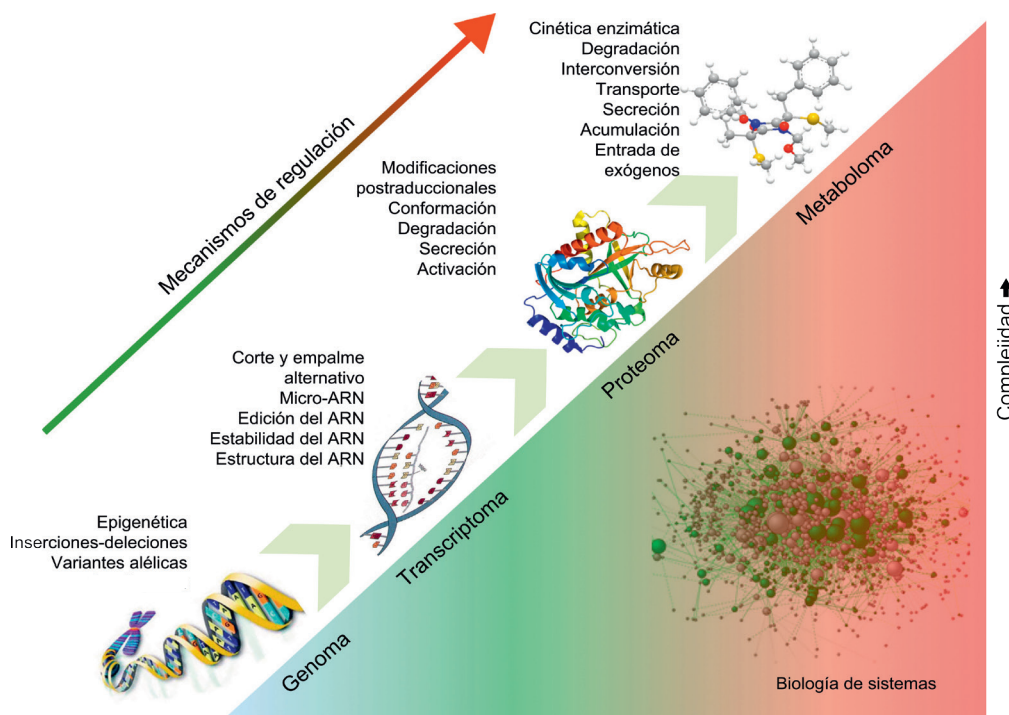 Cinética enzimática
Degradación
Interconversión
Transporte
Secreción
Acumulación
Entrada de
exógenos
Mecanismos de regulación
Modificaciones
postraduccionales
Conformación
Degradación
Secreción
Activación
Metaboloma
Corte y empalme
alternativo
Micro-ARN
Edición del ARN
Estabilidad del ARN
Estructura del ARN
Proteoma
Complejidad
Epigenética
Inserciones-deleciones
Variantes alélicas
Transcriptoma
Genoma
Biología de sistemas